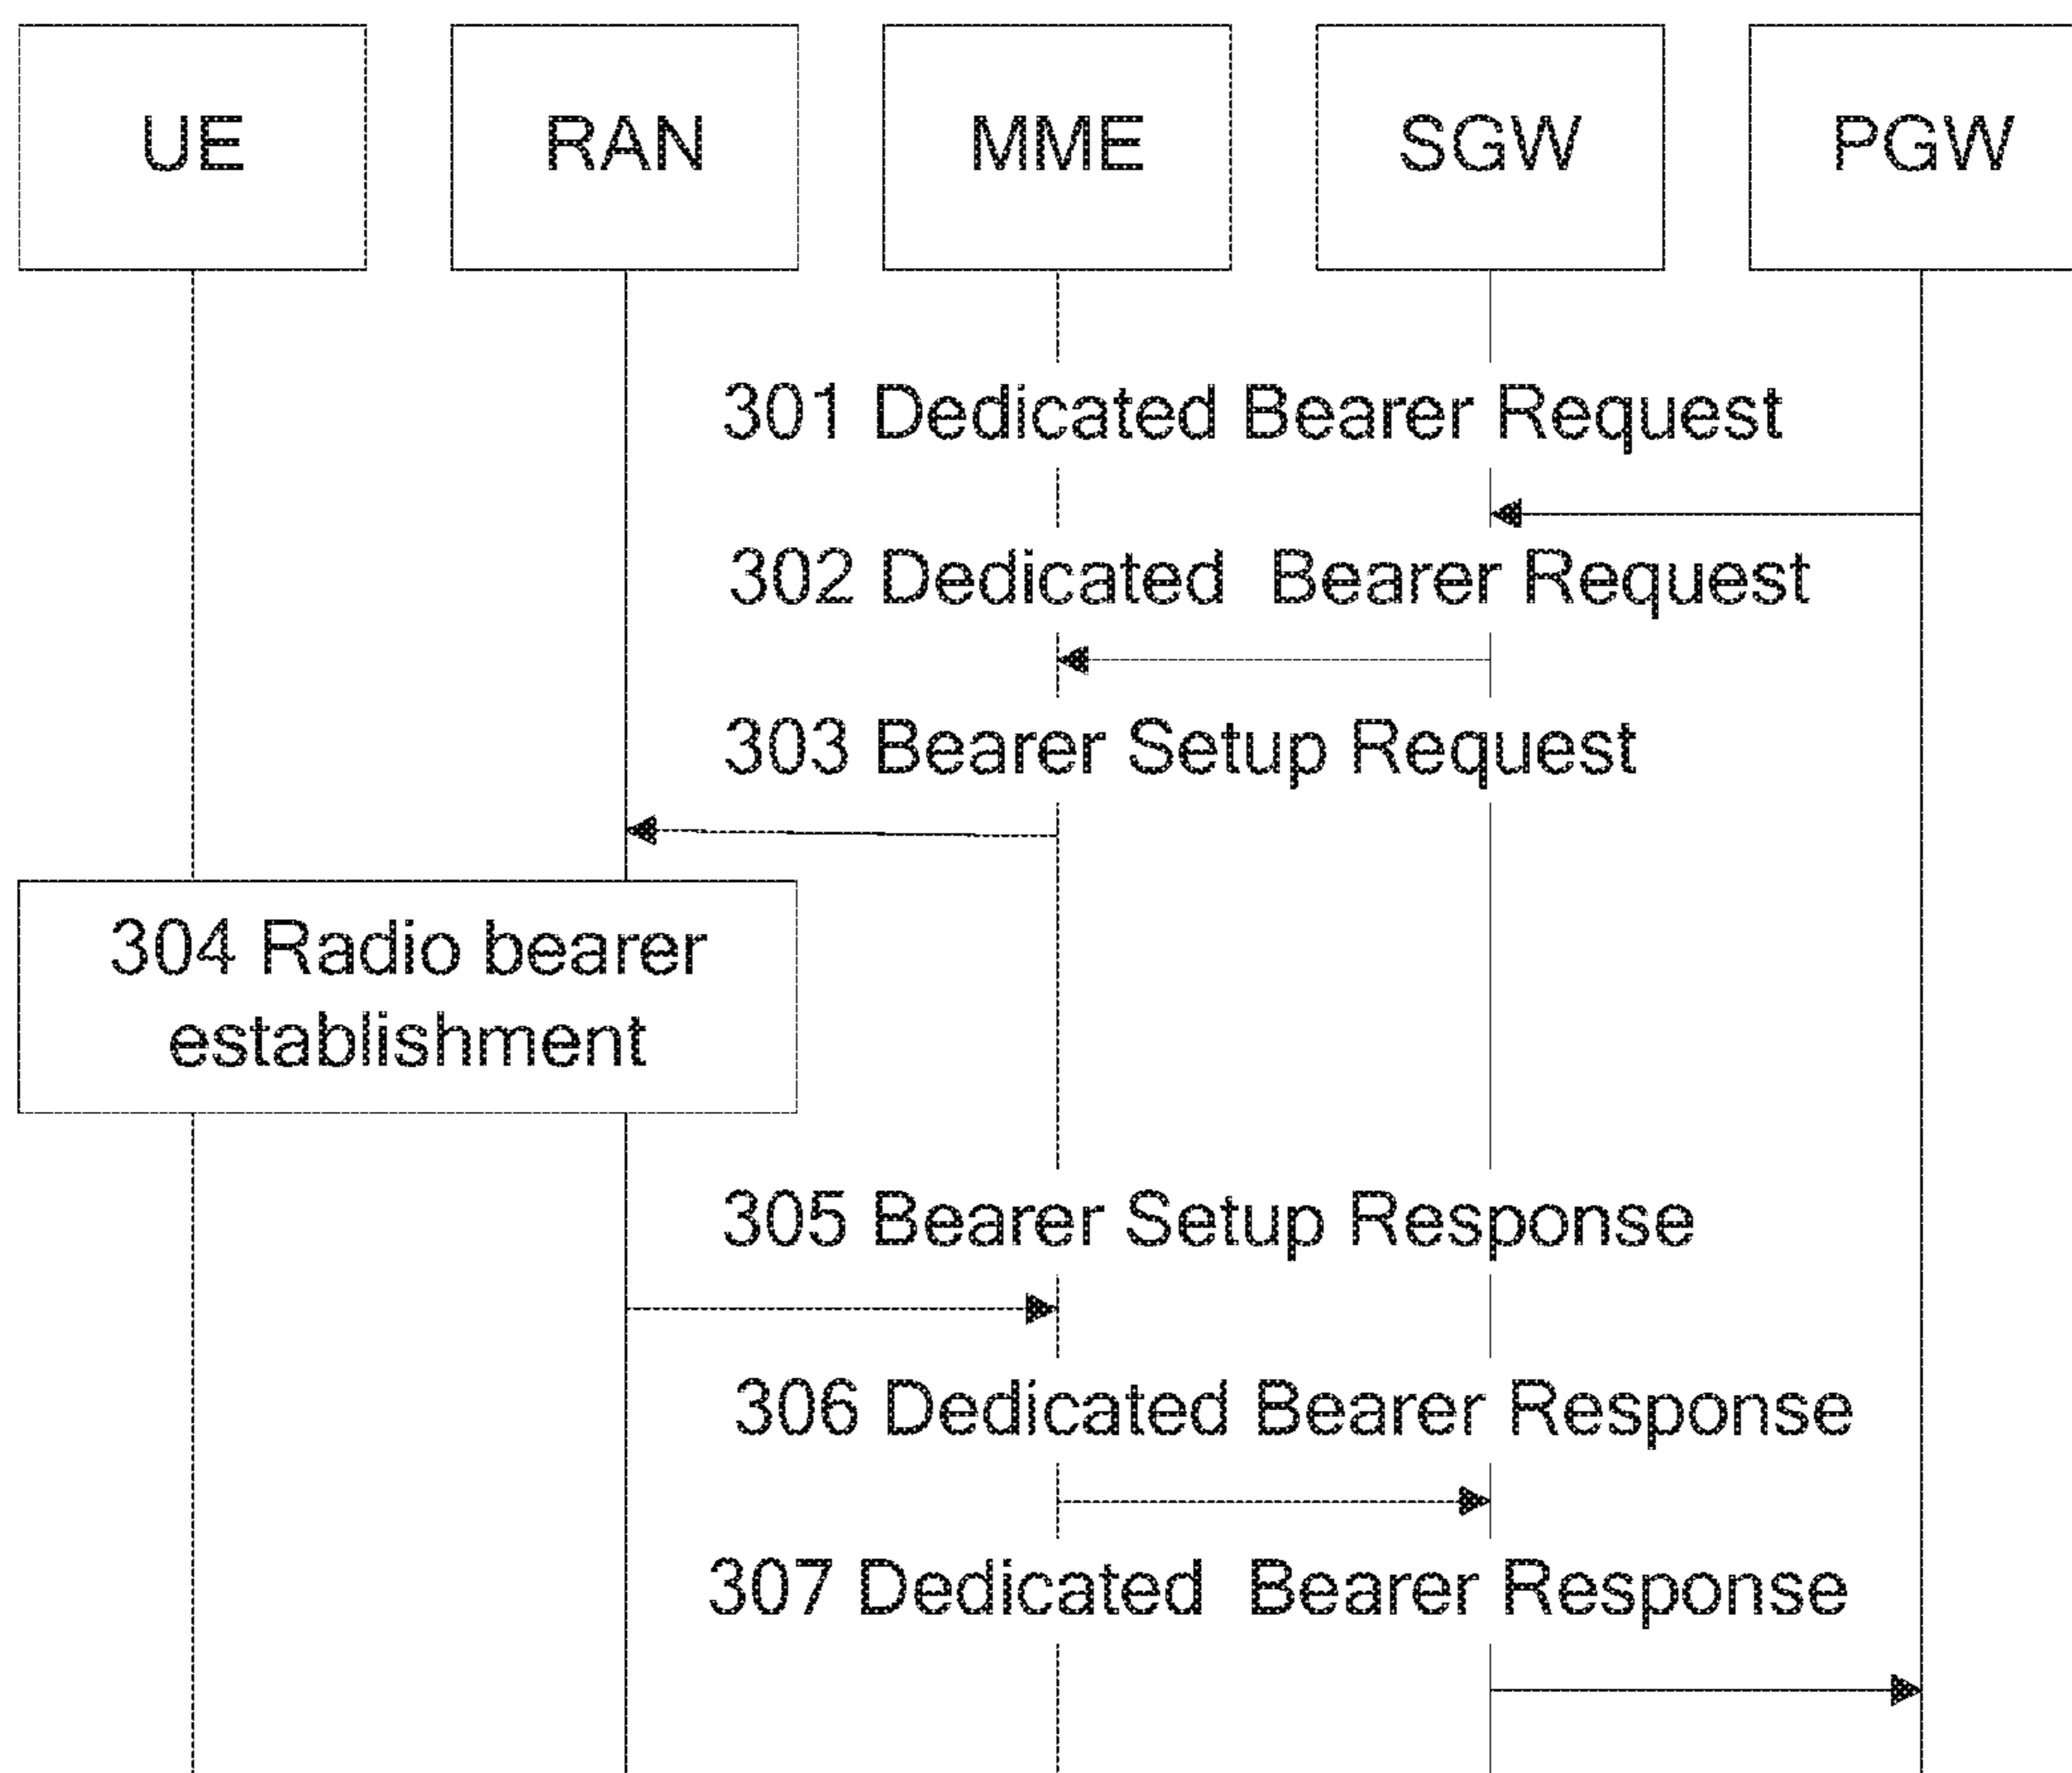 UE RAN MME SGW PGW
301 Dedicated Bearer Request
302 Dedicated Bearer Request
303 Bearer Setup Request
304 Radio bearer
establishment
305 Bearer Setup Response
306 Dedicated Bearer Response
307 Dedicated Bearer Response